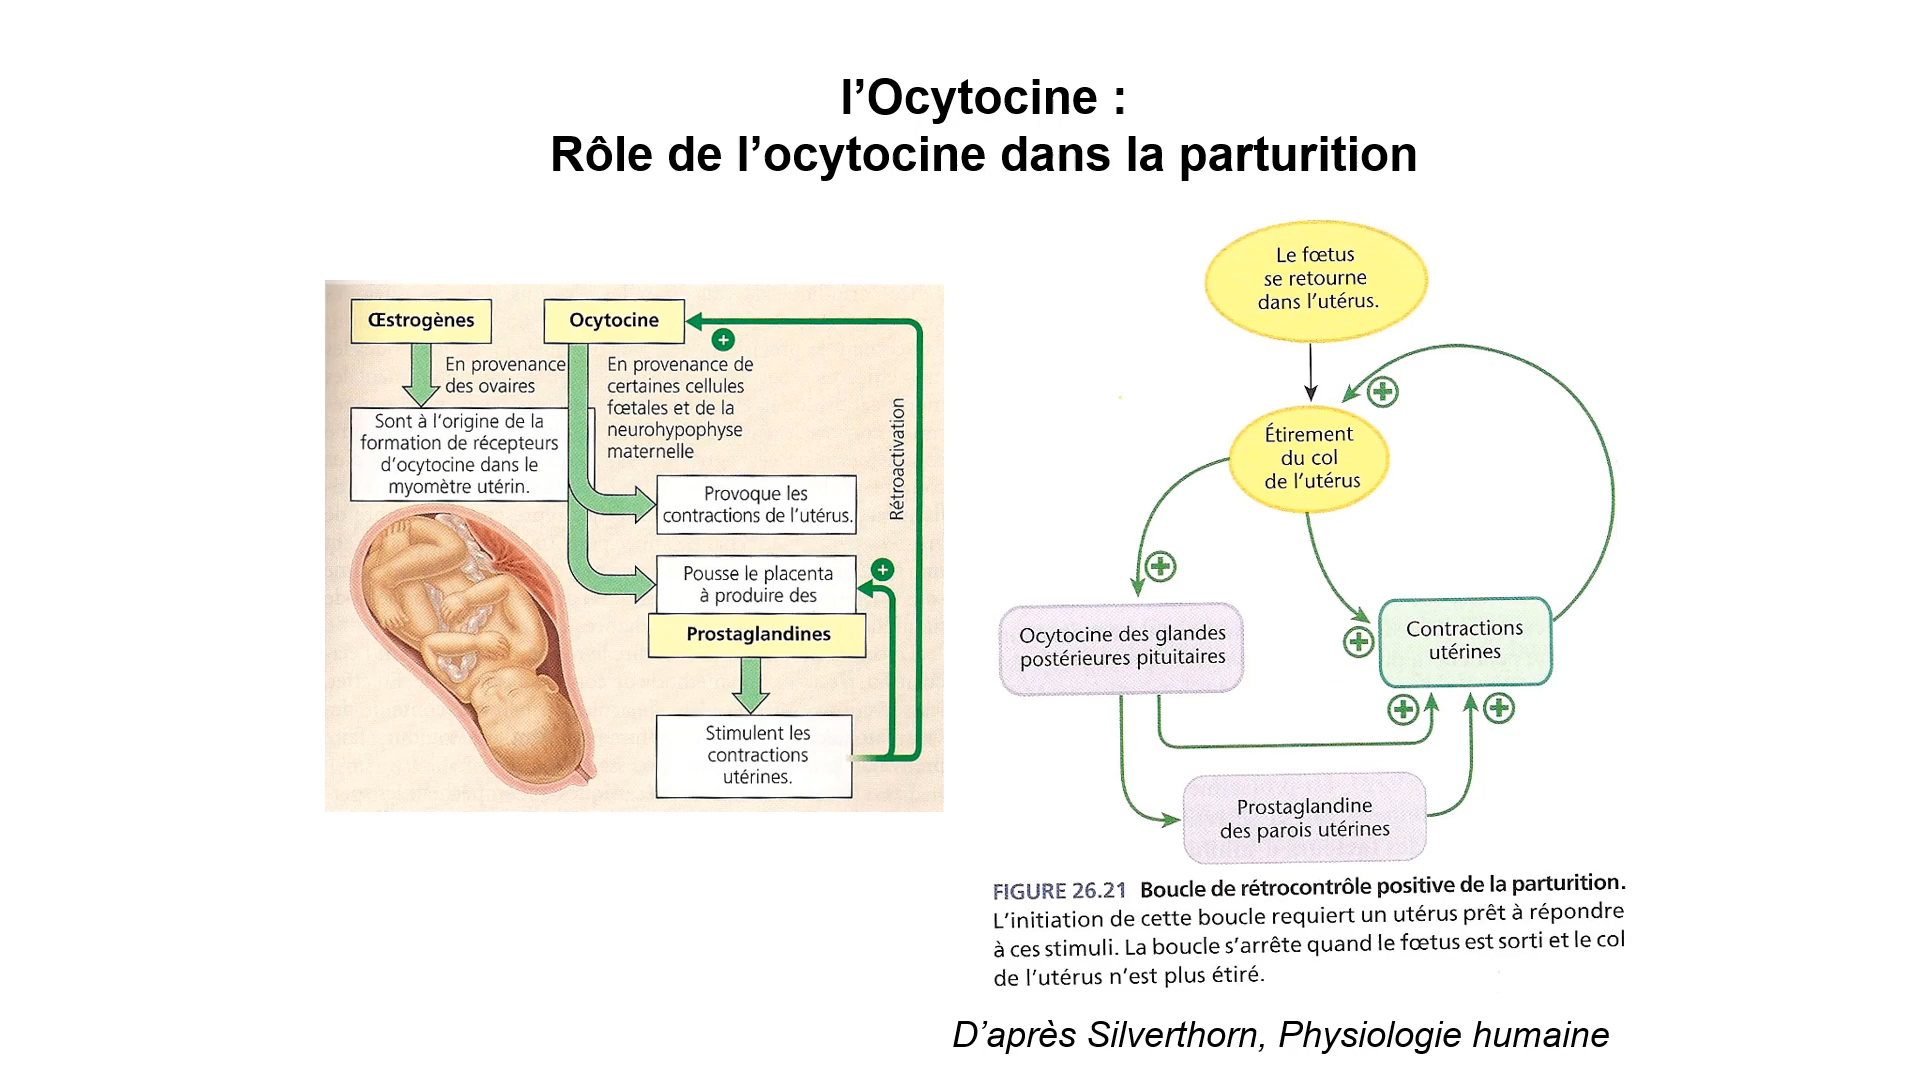 l’Ocytocine :
Rôle de l’ocytocine dans la parturition
Œstrogènes
Ocytocine
En provenance
des ovaires
En provenance de
certaines cellules
fœtales et de la
neurohypophyse
maternelle
Sont à l’origine de la
formation de récepteurs
d’ocytocine dans le
myomètre utérin.
Provoque les
contractions de l’utérus.
Pousse le placenta
à produire des
Prostaglandines
Stimulent les
contractions
utérines.
Rétroactivation
Le fœtus
se retourne
dans l’utérus.
Étirement
du col
de l’utérus
Ocytocine des glandes
postérieures pituitaires
Contractions
utérines
Prostaglandine
des parois utérines
FIGURE 26.21 Boucle de rétrocontrôle positive de la parturition.
L’initiation de cette boucle requiert un utérus prêt à répondre
à ces stimuli. La boucle s’arrête quand le fœtus est sorti et le col
de l’utérus n’est plus étiré.
D’après Silverthorn, Physiologie humaine